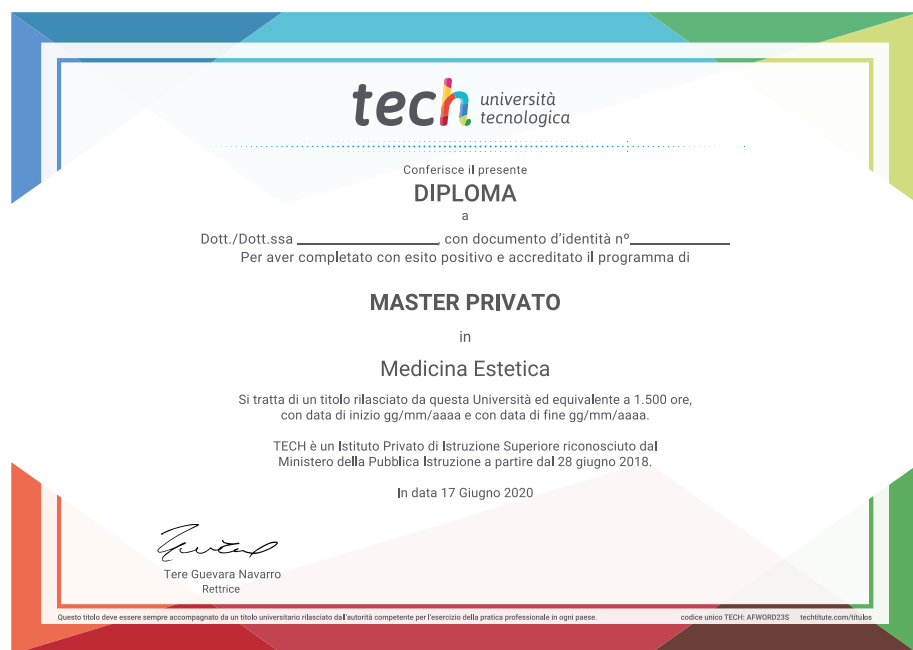 tech università
tecnologica
Conferisce il presente
DIPLOMA
a
Dott./Dott.ssa ____________________, con documento d'identità nº______________
Per aver completato con esito positivo e accreditato il programma di
MASTER PRIVATO
in
Medicina Estetica
Si tratta di un titolo rilasciato da questa Università ed equivalente a 1.500 ore,
con data di inizio gg/mm/aaaa e con data di fine gg/mm/aaaa.
TECH è un Istituto Privato di Istruzione Superiore riconosciuto dal
Ministero della Pubblica Istruzione a partire dal 28 giugno 2018.
In data 17 Giugno 2020
Tere Guevara Navarro
Rettrice
Questo titolo deve essere sempre accompagnato da un titolo universitario rilasciato dall'autorità competente per l'esercizio della pratica professionale in ogni paese.
codice unico TECH: AFWORD23S techtitute.com/títulos